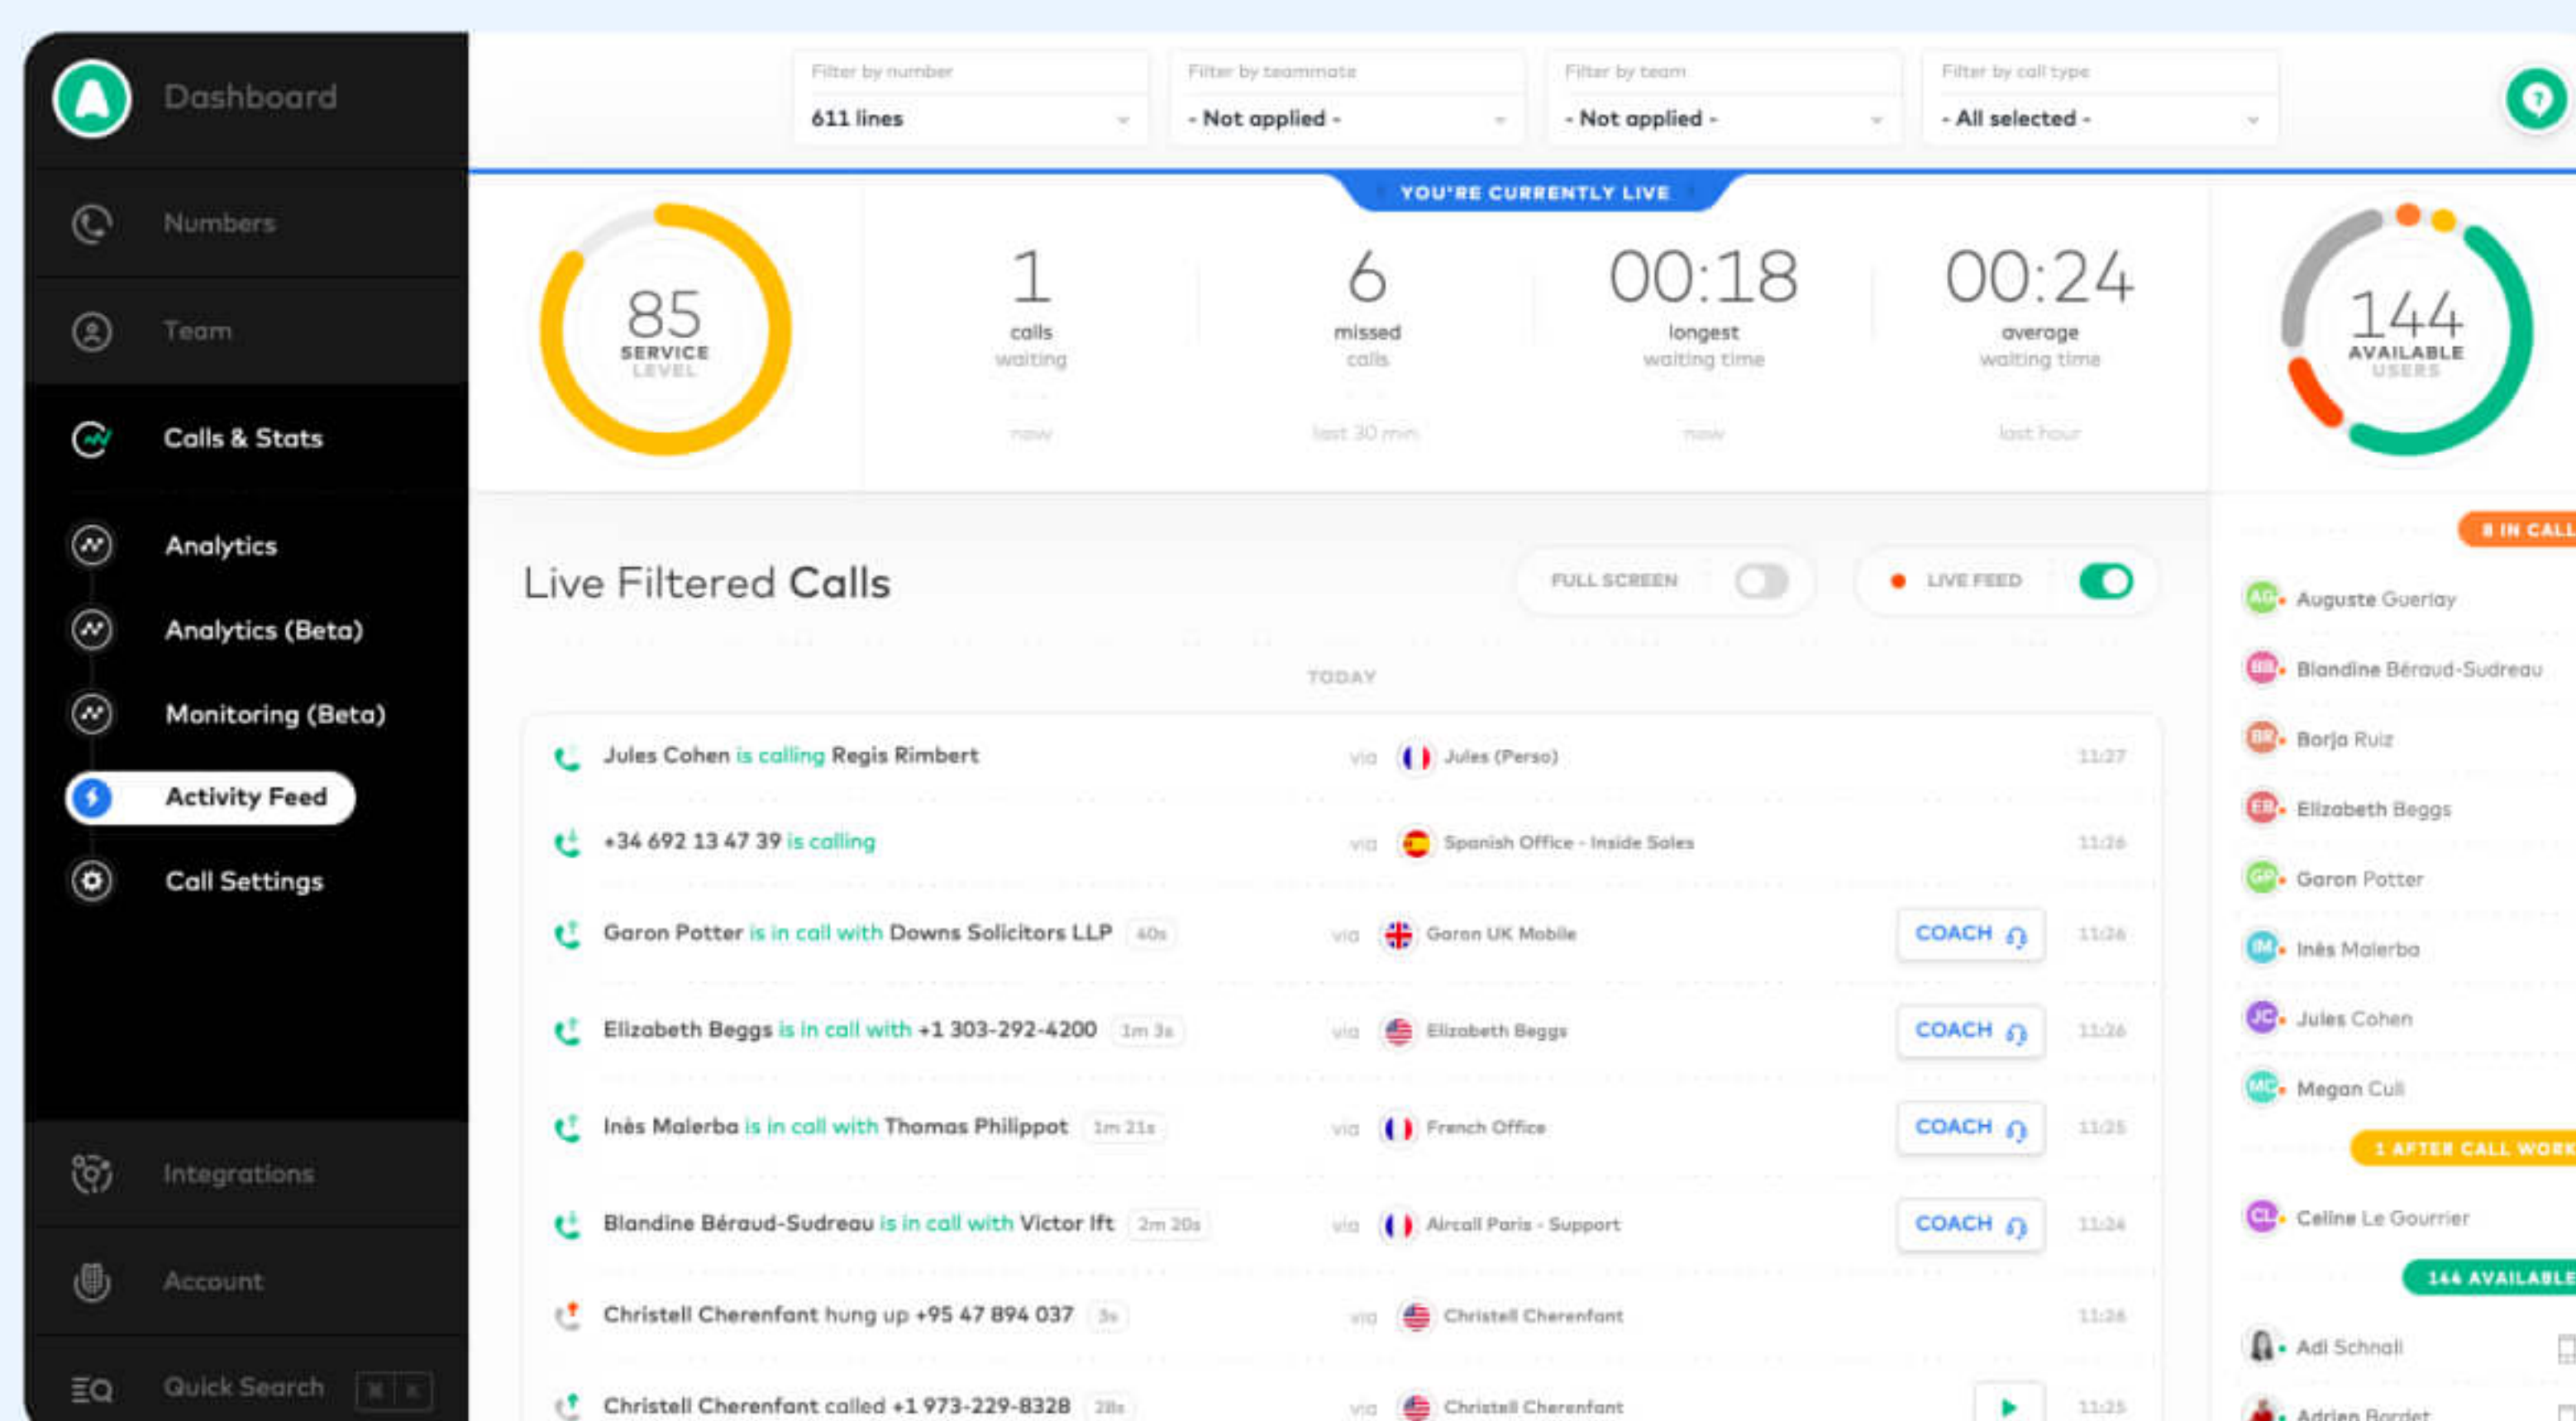 Dashboard
Numbers
Team
Calls & Stats
Analytics
Analytics (Beta)
Monitoring (Beta)
Activity Feed
Call Settings
Integrations
Account
Quick Search ⌘ K
Filter by number
611 lines
Filter by teammate
- Not applied -
Filter by team
- Not applied -
Filter by call type
- All selected -
?
YOU'RE CURRENTLY LIVE
85
SERVICE
LEVEL
1
calls
waiting
now
6
missed
calls
last 30 min
00:18
longest
waiting time
now
00:24
average
waiting time
last hour
144
AVAILABLE
USERS
Live Filtered Calls
FULL SCREEN
LIVE FEED
TODAY
Jules Cohen is calling Regis Rimbert via Jules (Perso) 11:27
+34 692 13 47 39 is calling via Spanish Office - Inside Sales 11:26
Garon Potter is in call with Downs Solicitors LLP 40s via Garon UK Mobile COACH 11:26
Elizabeth Beggs is in call with +1 303-292-4200 1m 3s via Elizabeth Beggs COACH 11:26
Inès Malerba is in call with Thomas Philippot 1m 21s via French Office COACH 11:25
Blandine Béraud-Sudreau is in call with Victor Ift 2m 20s via Aircall Paris - Support COACH 11:24
Christell Cherenfant hung up +95 47 894 037 3s via Christell Cherenfant 11:26
Christell Cherenfant called +1 973-229-8328 28s via Christell Cherenfant 11:25
8 IN CALL
AG Auguste Guerlay
BB Blandine Béraud-Sudreau
BR Borja Ruiz
EB Elizabeth Beggs
GP Garon Potter
IM Inès Malerba
JC Jules Cohen
MC Megan Cull
1 AFTER CALL WORK
CL Celine Le Gourrier
144 AVAILABLE
Adi Schnall
Adrien Bordet